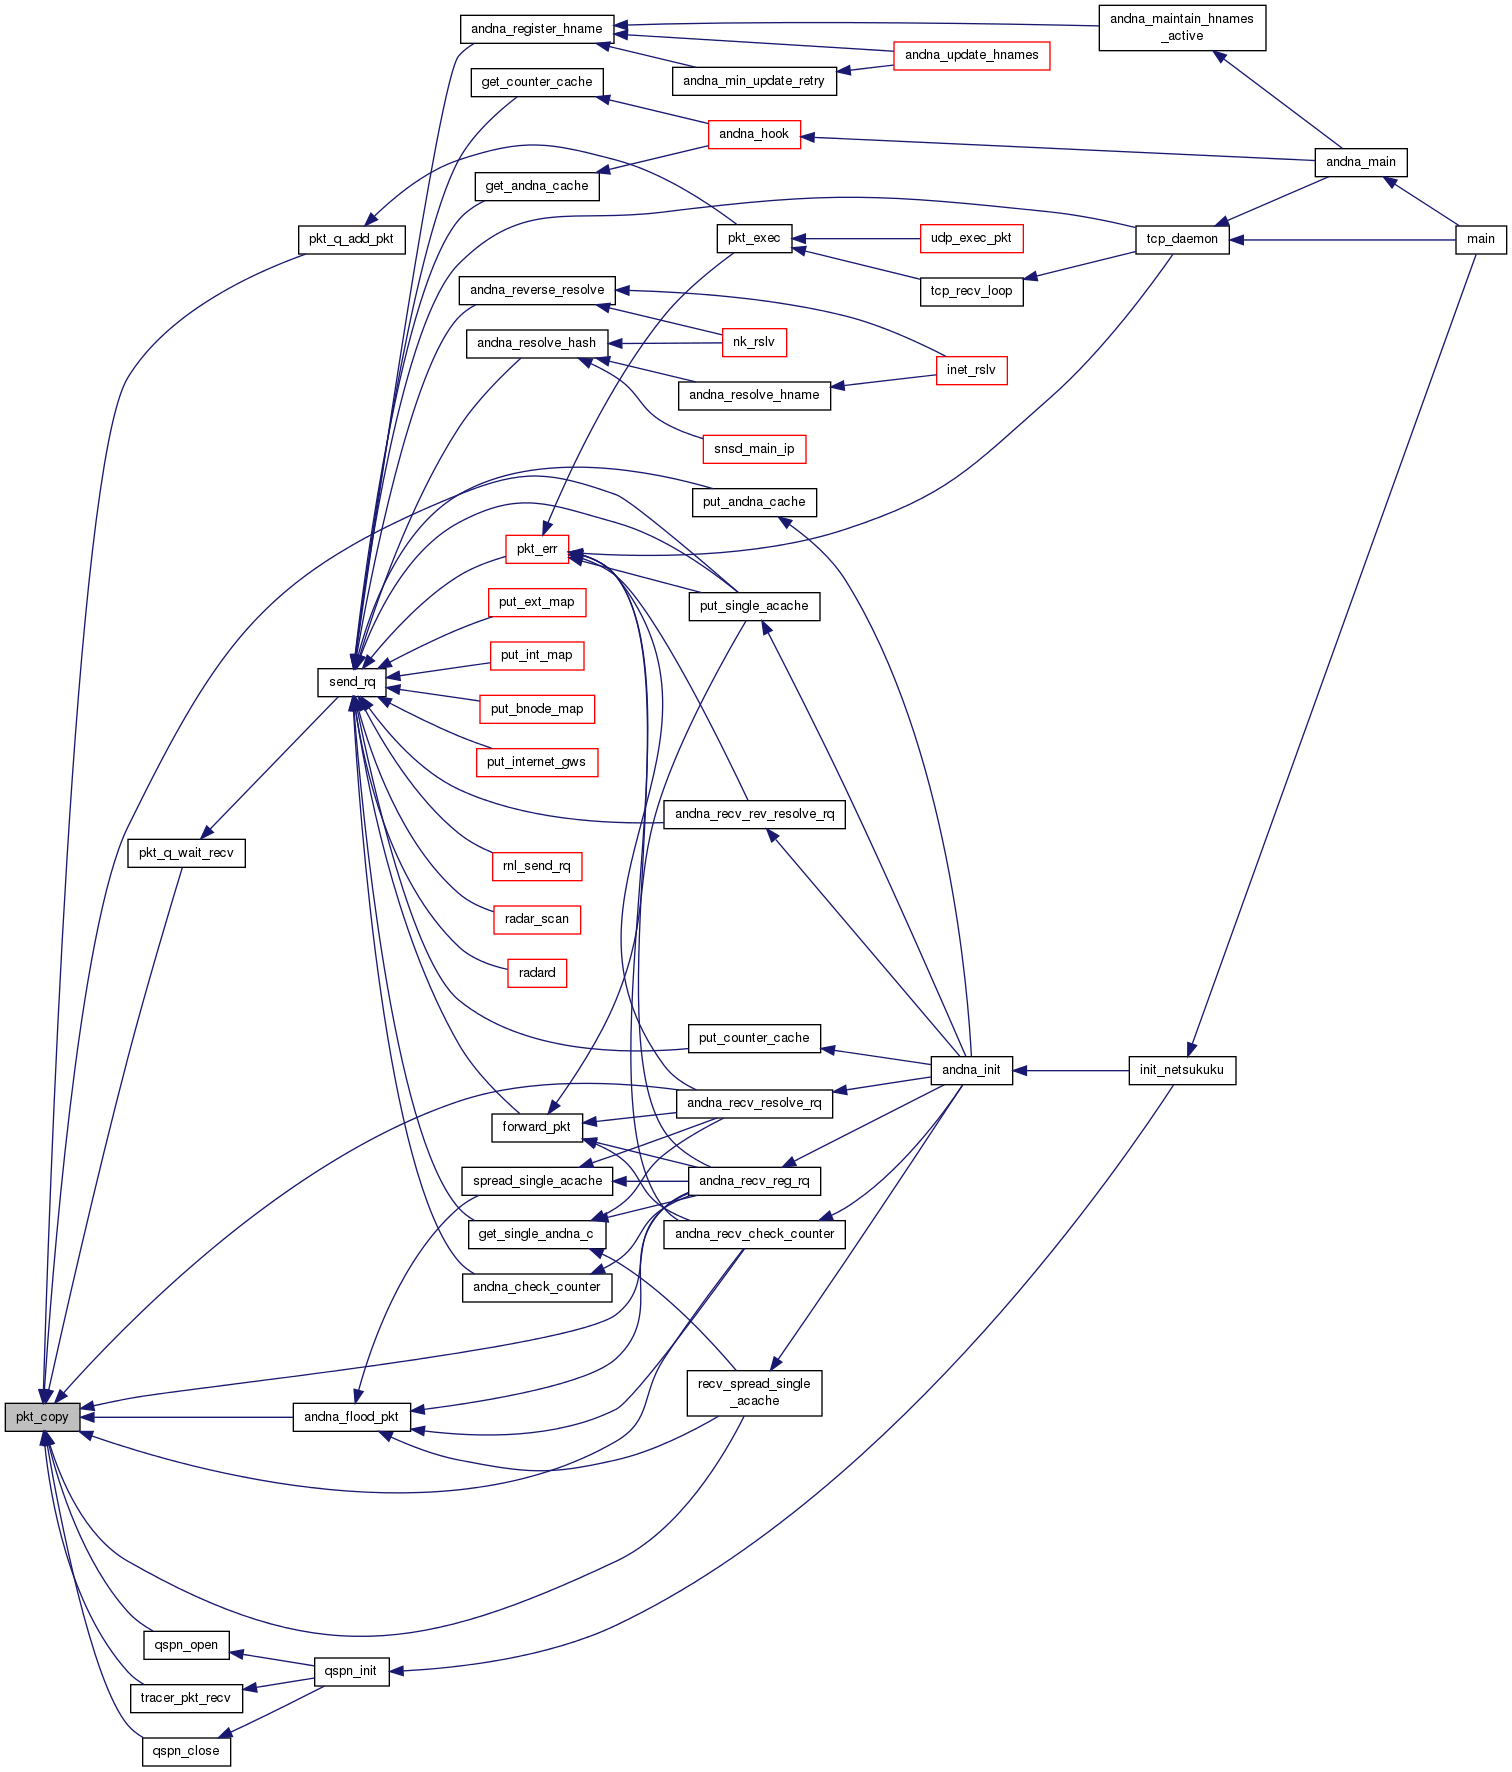 andna_maintain_hnames
_active
andna_register_hname
andna_update_hnames
andna_min_update_retry
get_counter_cache
andna_hook
andna_main
get_andna_cache
pkt_q_add_pkt
pkt_exec
udp_exec_pkt
tcp_daemon
main
andna_reverse_resolve
tcp_recv_loop
andna_resolve_hash
nk_rslv
inet_rslv
andna_resolve_hname
snsd_main_ip
put_andna_cache
pkt_err
put_ext_map
put_single_acache
put_int_map
send_rq
put_bnode_map
put_internet_gws
andna_recv_rev_resolve_rq
pkt_q_wait_recv
rnl_send_rq
radar_scan
radard
put_counter_cache
andna_init
init_netsukuku
andna_recv_resolve_rq
forward_pkt
spread_single_acache
andna_recv_reg_rq
get_single_andna_c
andna_recv_check_counter
andna_check_counter
recv_spread_single
_acache
pkt_copy
andna_flood_pkt
qspn_open
qspn_init
tracer_pkt_recv
qspn_close